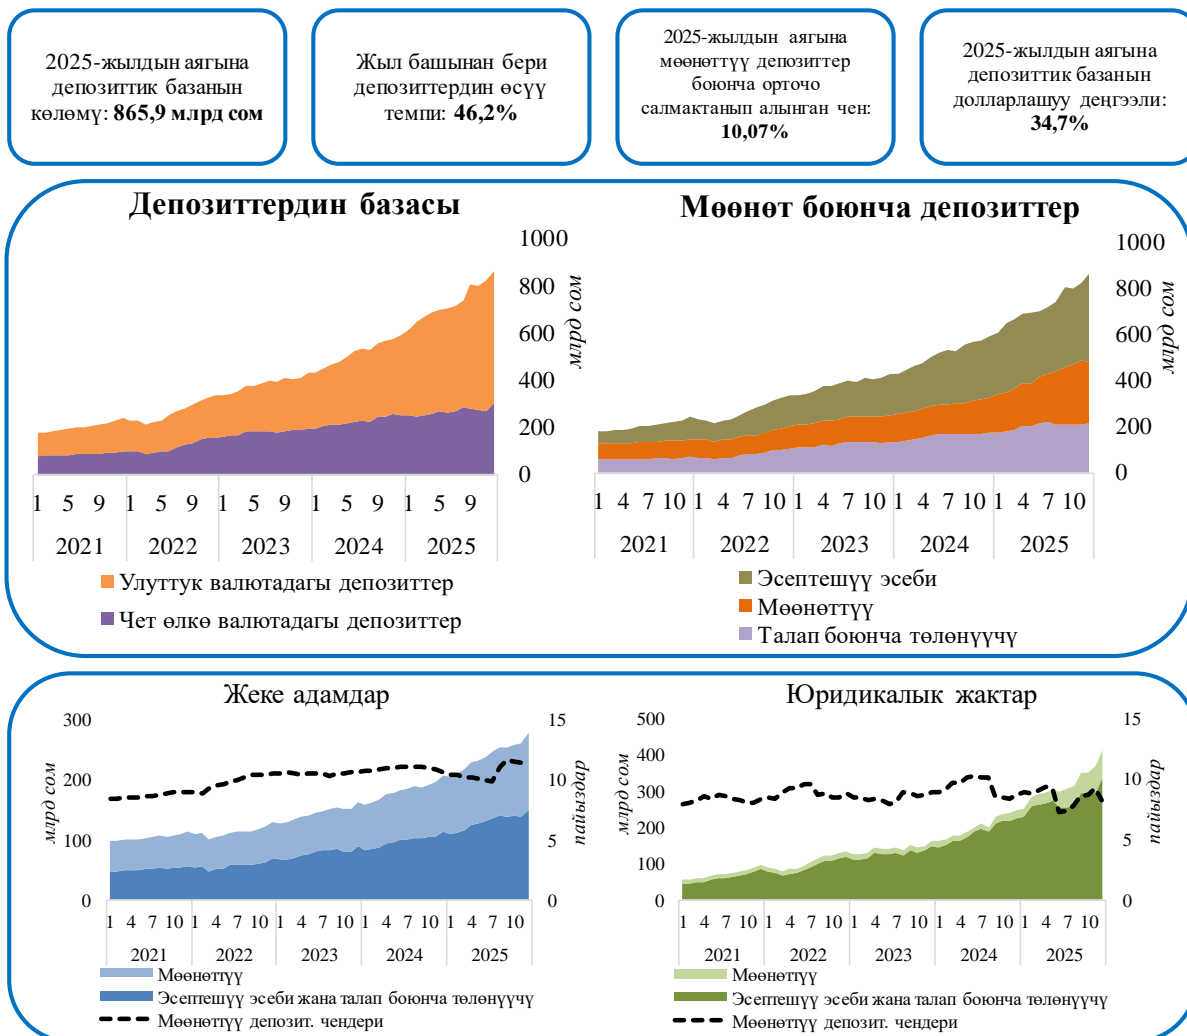 2025-жылдын аягына
депозиттик базанын
көлөмү: 865,9 млрд сом
Жыл башынан бери
депозиттердин өсүү
темпи: 46,2%
2025-жылдын аягына
мөөнөттүү депозиттер
боюнча орточо
салмактанып алынган чен:
10,07%
2025-жылдын аягына
депозиттик базанын
долларлашуу деңгээли:
34,7%
Депозиттердин базасы
1000
800
600
400
200
0
млрд сом
1 5 9 1 5 9 1 5 9 1 5 9 1 5 9
2021 2022 2023 2024 2025
Улуттук валютадагы депозиттер
Чет өлкө валютадагы депозиттер
Мөөнөт боюнча депозиттер
1000
800
600
400
200
0
млрд сом
1 4 7 10 1 4 7 10 1 4 7 10 1 4 7 10 1 4 7 10
2021 2022 2023 2024 2025
Эсептешүү эсеби
Мөөнөттүү
Талап боюнча төлөнүүчү
Жеке адамдар
300
200
100
0
млрд сом
15
10
5
0
пайыздар
1 4 7 10 1 4 7 10 1 4 7 10 1 4 7 10 1 4 7 10
2021 2022 2023 2024 2025
Мөөнөттүү
Эсептешүү эсеби жана талап боюнча төлөнүүчү
Мөөнөттүү депозит. чендери
Юридикалык жактар
500
400
300
200
100
0
млрд сом
15
10
5
0
пайыздар
1 4 7 10 1 4 7 10 1 4 7 10 1 4 7 10 1 4 7 10
2021 2022 2023 2024 2025
Мөөнөттүү
Эсептешүү эсеби жана талап боюнча төлөнүүчү
Мөөнөттүү депозит. чендери